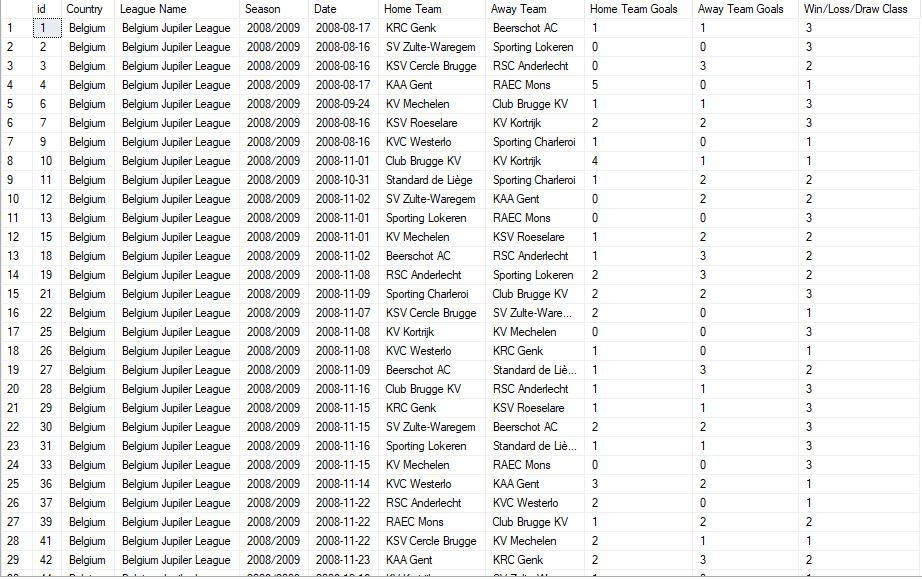 id Country League Name Season Date Home Team Away Team Home Team Goals Away Team Goals Win/Loss/Draw Class
1 1 Belgium Belgium Jupiler League 2008/2009 2008-08-17 KRC Genk Beerschot AC 1 1 3
2 2 Belgium Belgium Jupiler League 2008/2009 2008-08-16 SV Zulte-Waregem Sporting Lokeren 0 0 3
3 3 Belgium Belgium Jupiler League 2008/2009 2008-08-16 KSV Cercle Brugge RSC Anderlecht 0 3 2
4 4 Belgium Belgium Jupiler League 2008/2009 2008-08-17 KAA Gent RAEC Mons 5 0 1
5 6 Belgium Belgium Jupiler League 2008/2009 2008-09-24 KV Mechelen Club Brugge KV 1 1 3
6 7 Belgium Belgium Jupiler League 2008/2009 2008-08-16 KSV Roeselare KV Kortrijk 2 2 3
7 9 Belgium Belgium Jupiler League 2008/2009 2008-08-16 KVC Westerlo Sporting Charleroi 1 0 1
8 10 Belgium Belgium Jupiler League 2008/2009 2008-11-01 Club Brugge KV KV Kortrijk 4 1 1
9 11 Belgium Belgium Jupiler League 2008/2009 2008-10-31 Standard de Liège Sporting Charleroi 1 2 2
10 12 Belgium Belgium Jupiler League 2008/2009 2008-11-02 SV Zulte-Waregem KAA Gent 0 2 2
11 13 Belgium Belgium Jupiler League 2008/2009 2008-11-01 Sporting Lokeren RAEC Mons 0 0 3
12 15 Belgium Belgium Jupiler League 2008/2009 2008-11-01 KV Mechelen KSV Roeselare 1 2 2
13 18 Belgium Belgium Jupiler League 2008/2009 2008-11-02 Beerschot AC KSV Cercle Brugge 1 3 2
14 19 Belgium Belgium Jupiler League 2008/2009 2008-11-08 RSC Anderlecht Sporting Lokeren 2 3 2
15 21 Belgium Belgium Jupiler League 2008/2009 2008-11-09 Sporting Charleroi Club Brugge KV 2 2 3
16 22 Belgium Belgium Jupiler League 2008/2009 2008-11-07 KSV Cercle Brugge SV Zulte-Ware... 2 0 1
17 25 Belgium Belgium Jupiler League 2008/2009 2008-11-08 KV Kortrijk KV Mechelen 0 0 3
18 26 Belgium Belgium Jupiler League 2008/2009 2008-11-08 KVC Westerlo KRC Genk 1 0 1
19 27 Belgium Belgium Jupiler League 2008/2009 2008-11-09 Beerschot AC Standard de Liè... 1 3 2
20 28 Belgium Belgium Jupiler League 2008/2009 2008-11-16 Club Brugge KV RSC Anderlecht 1 1 3
21 29 Belgium Belgium Jupiler League 2008/2009 2008-11-15 KRC Genk KSV Roeselare 1 1 3
22 30 Belgium Belgium Jupiler League 2008/2009 2008-11-15 SV Zulte-Waregem Beerschot AC 2 2 3
23 31 Belgium Belgium Jupiler League 2008/2009 2008-11-16 Sporting Lokeren Standard de Liè... 1 1 3
24 33 Belgium Belgium Jupiler League 2008/2009 2008-11-15 KV Mechelen RAEC Mons 0 0 3
25 36 Belgium Belgium Jupiler League 2008/2009 2008-11-14 KVC Westerlo KAA Gent 3 2 1
26 37 Belgium Belgium Jupiler League 2008/2009 2008-11-22 RSC Anderlecht KVC Westerlo 2 0 1
27 39 Belgium Belgium Jupiler League 2008/2009 2008-11-22 RAEC Mons Club Brugge KV 1 2 2
28 41 Belgium Belgium Jupiler League 2008/2009 2008-11-22 KSV Cercle Brugge KV Mechelen 2 1 1
29 42 Belgium Belgium Jupiler League 2008/2009 2008-11-23 KAA Gent KRC Genk 2 3 2